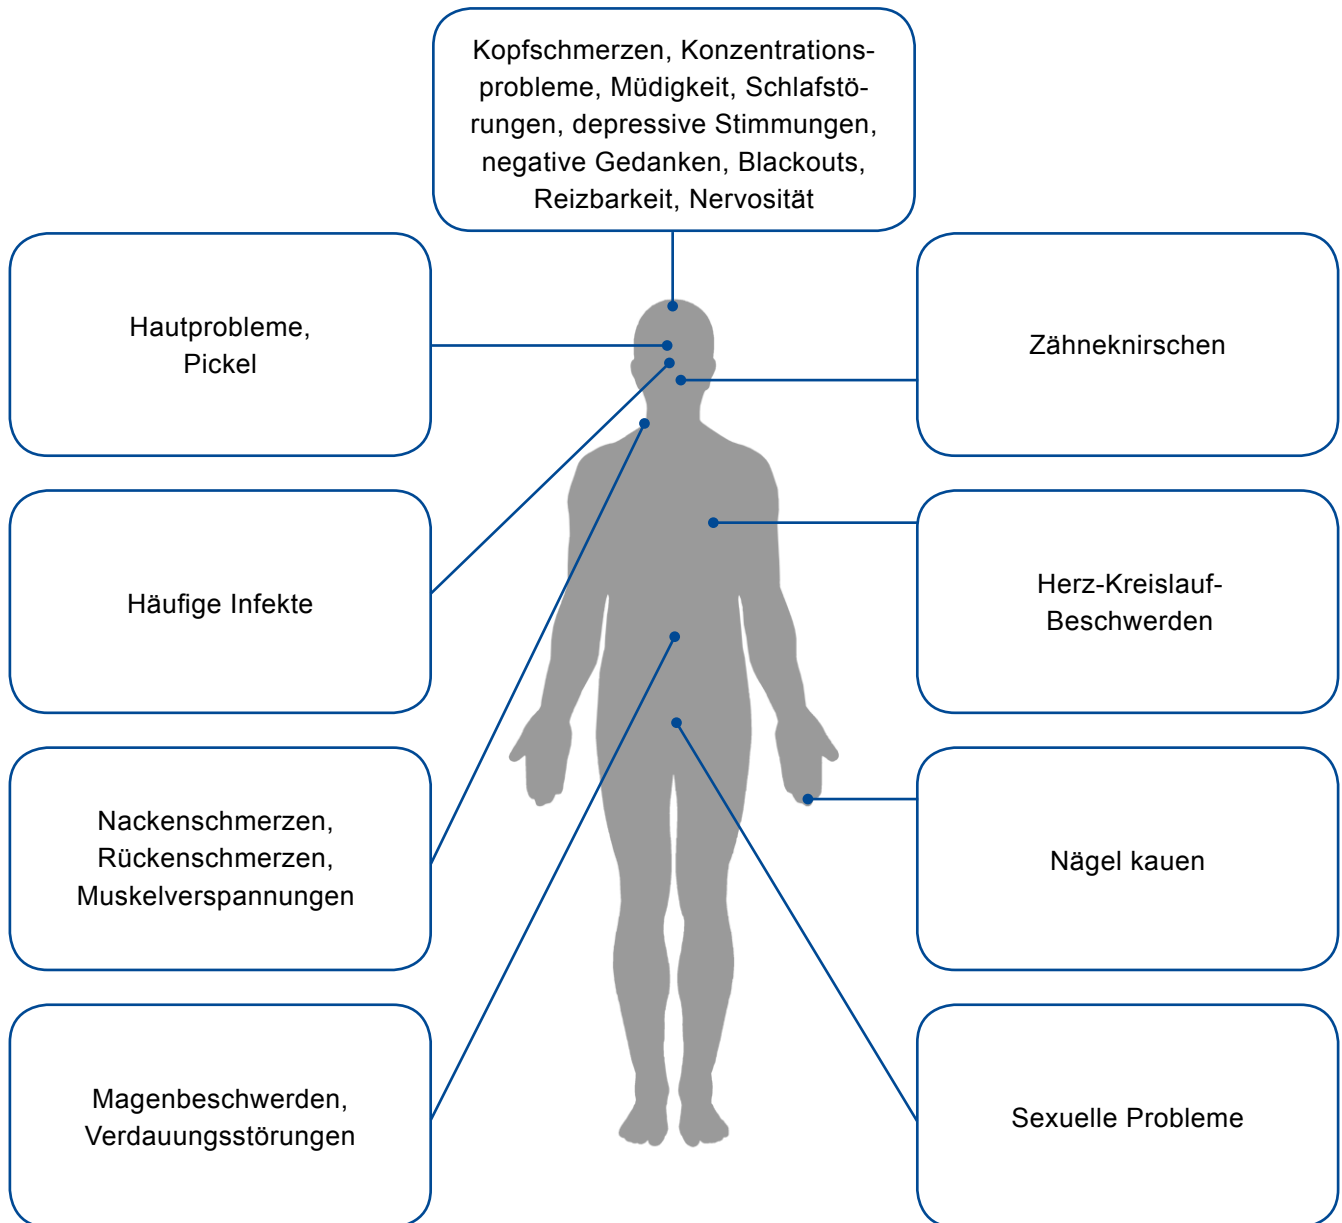 Kopfschmerzen, Konzentrations-
probleme, Müdigkeit, Schlafstö-
rungen, depressive Stimmungen,
negative Gedanken, Blackouts,
Reizbarkeit, Nervosität
Hautprobleme,
Pickel
Zähneknirschen
Häufige Infekte
Herz-Kreislauf-
Beschwerden
Nackenschmerzen,
Rückenschmerzen,
Muskelverspannungen
Nägel kauen
Magenbeschwerden,
Verdauungsstörungen
Sexuelle Probleme